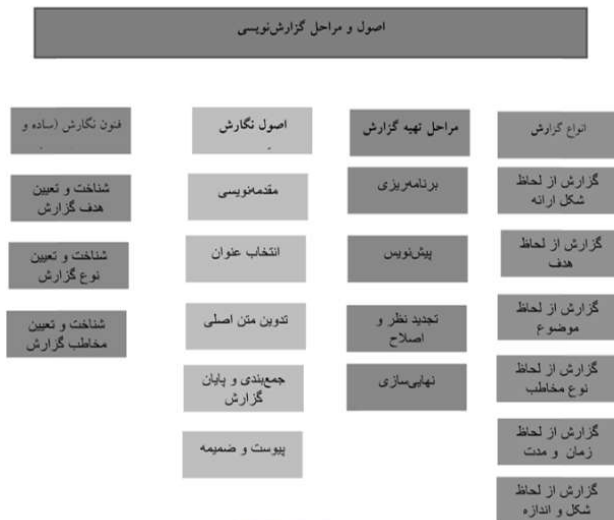 اصول و مراحل گزارش‌نویسی
انواع گزارش
گزارش از لحاظ
شکل ارائه
گزارش از لحاظ
هدف
گزارش از لحاظ
موضوع
گزارش از لحاظ
نوع مخاطب
گزارش از لحاظ
زمان و مدت
گزارش از لحاظ
شکل و اندازه
مراحل تهیه گزارش
برنامه‌ریزی
پیش‌نویس
تجدید نظر و
اصلاح
نهایی‌سازی
اصول نگارش
مقدمه‌نویسی
انتخاب عنوان
تدوین متن اصلی
جمع‌بندی و پایان
گزارش
پیوست و ضمیمه
فنون نگارش (ساده و
شناخت و تعیین
هدف گزارش
شناخت و تعیین
نوع گزارش
شناخت و تعیین
مخاطب گزارش